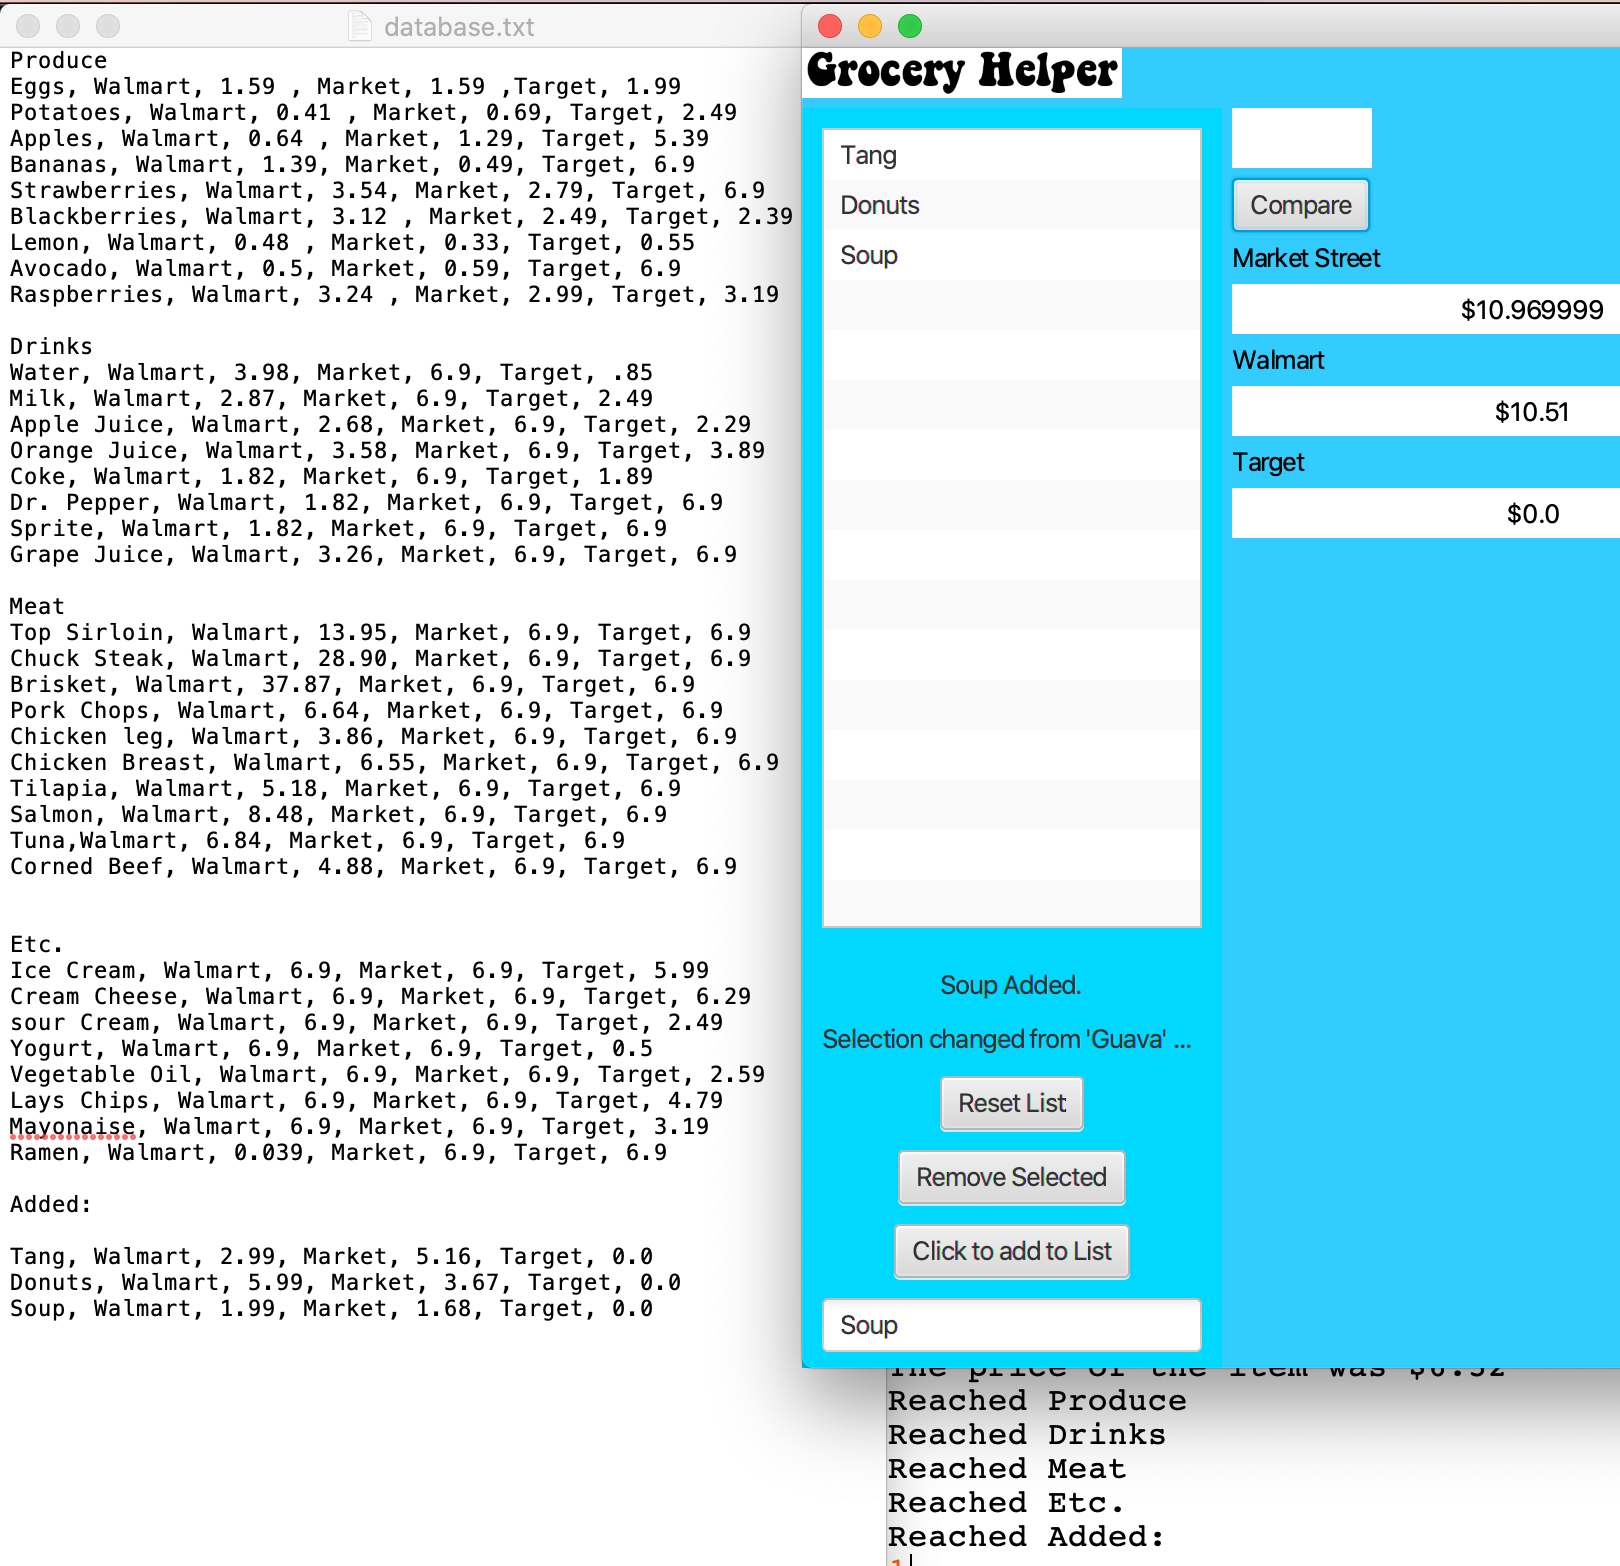 database.txt
Produce
Eggs, Walmart, 1.59 , Market, 1.59 ,Target, 1.99
Potatoes, Walmart, 0.41 , Market, 0.69, Target, 2.49
Apples, Walmart, 0.64 , Market, 1.29, Target, 5.39
Bananas, Walmart, 1.39, Market, 0.49, Target, 6.9
Strawberries, Walmart, 3.54, Market, 2.79, Target, 6.9
Blackberries, Walmart, 3.12 , Market, 2.49, Target, 2.39
Lemon, Walmart, 0.48 , Market, 0.33, Target, 0.55
Avocado, Walmart, 0.5, Market, 0.59, Target, 6.9
Raspberries, Walmart, 3.24 , Market, 2.99, Target, 3.19
Drinks
Water, Walmart, 3.98, Market, 6.9, Target, .85
Milk, Walmart, 2.87, Market, 6.9, Target, 2.49
Apple Juice, Walmart, 2.68, Market, 6.9, Target, 2.29
Orange Juice, Walmart, 3.58, Market, 6.9, Target, 3.89
Coke, Walmart, 1.82, Market, 6.9, Target, 1.89
Dr. Pepper, Walmart, 1.82, Market, 6.9, Target, 6.9
Sprite, Walmart, 1.82, Market, 6.9, Target, 6.9
Grape Juice, Walmart, 3.26, Market, 6.9, Target, 6.9
Meat
Top Sirloin, Walmart, 13.95, Market, 6.9, Target, 6.9
Chuck Steak, Walmart, 28.90, Market, 6.9, Target, 6.9
Brisket, Walmart, 37.87, Market, 6.9, Target, 6.9
Pork Chops, Walmart, 6.64, Market, 6.9, Target, 6.9
Chicken leg, Walmart, 3.86, Market, 6.9, Target, 6.9
Chicken Breast, Walmart, 6.55, Market, 6.9, Target, 6.9
Tilapia, Walmart, 5.18, Market, 6.9, Target, 6.9
Salmon, Walmart, 8.48, Market, 6.9, Target, 6.9
Tuna,Walmart, 6.84, Market, 6.9, Target, 6.9
Corned Beef, Walmart, 4.88, Market, 6.9, Target, 6.9
Etc.
Ice Cream, Walmart, 6.9, Market, 6.9, Target, 5.99
Cream Cheese, Walmart, 6.9, Market, 6.9, Target, 6.29
sour Cream, Walmart, 6.9, Market, 6.9, Target, 2.49
Yogurt, Walmart, 6.9, Market, 6.9, Target, 0.5
Vegetable Oil, Walmart, 6.9, Market, 6.9, Target, 2.59
Lays Chips, Walmart, 6.9, Market, 6.9, Target, 4.79
Mayonaise, Walmart, 6.9, Market, 6.9, Target, 3.19
Ramen, Walmart, 0.039, Market, 6.9, Target, 6.9
Added:
Tang, Walmart, 2.99, Market, 5.16, Target, 0.0
Donuts, Walmart, 5.99, Market, 3.67, Target, 0.0
Soup, Walmart, 1.99, Market, 1.68, Target, 0.0
Grocery Helper
Tang
Donuts
Soup
Soup Added.
Selection changed from 'Guava' ...
Reset List
Remove Selected
Click to add to List
Soup
Compare
Market Street
$10.969999
Walmart
$10.51
Target
$0.0
The price of the item was $6.52
Reached Produce
Reached Drinks
Reached Meat
Reached Etc.
Reached Added: